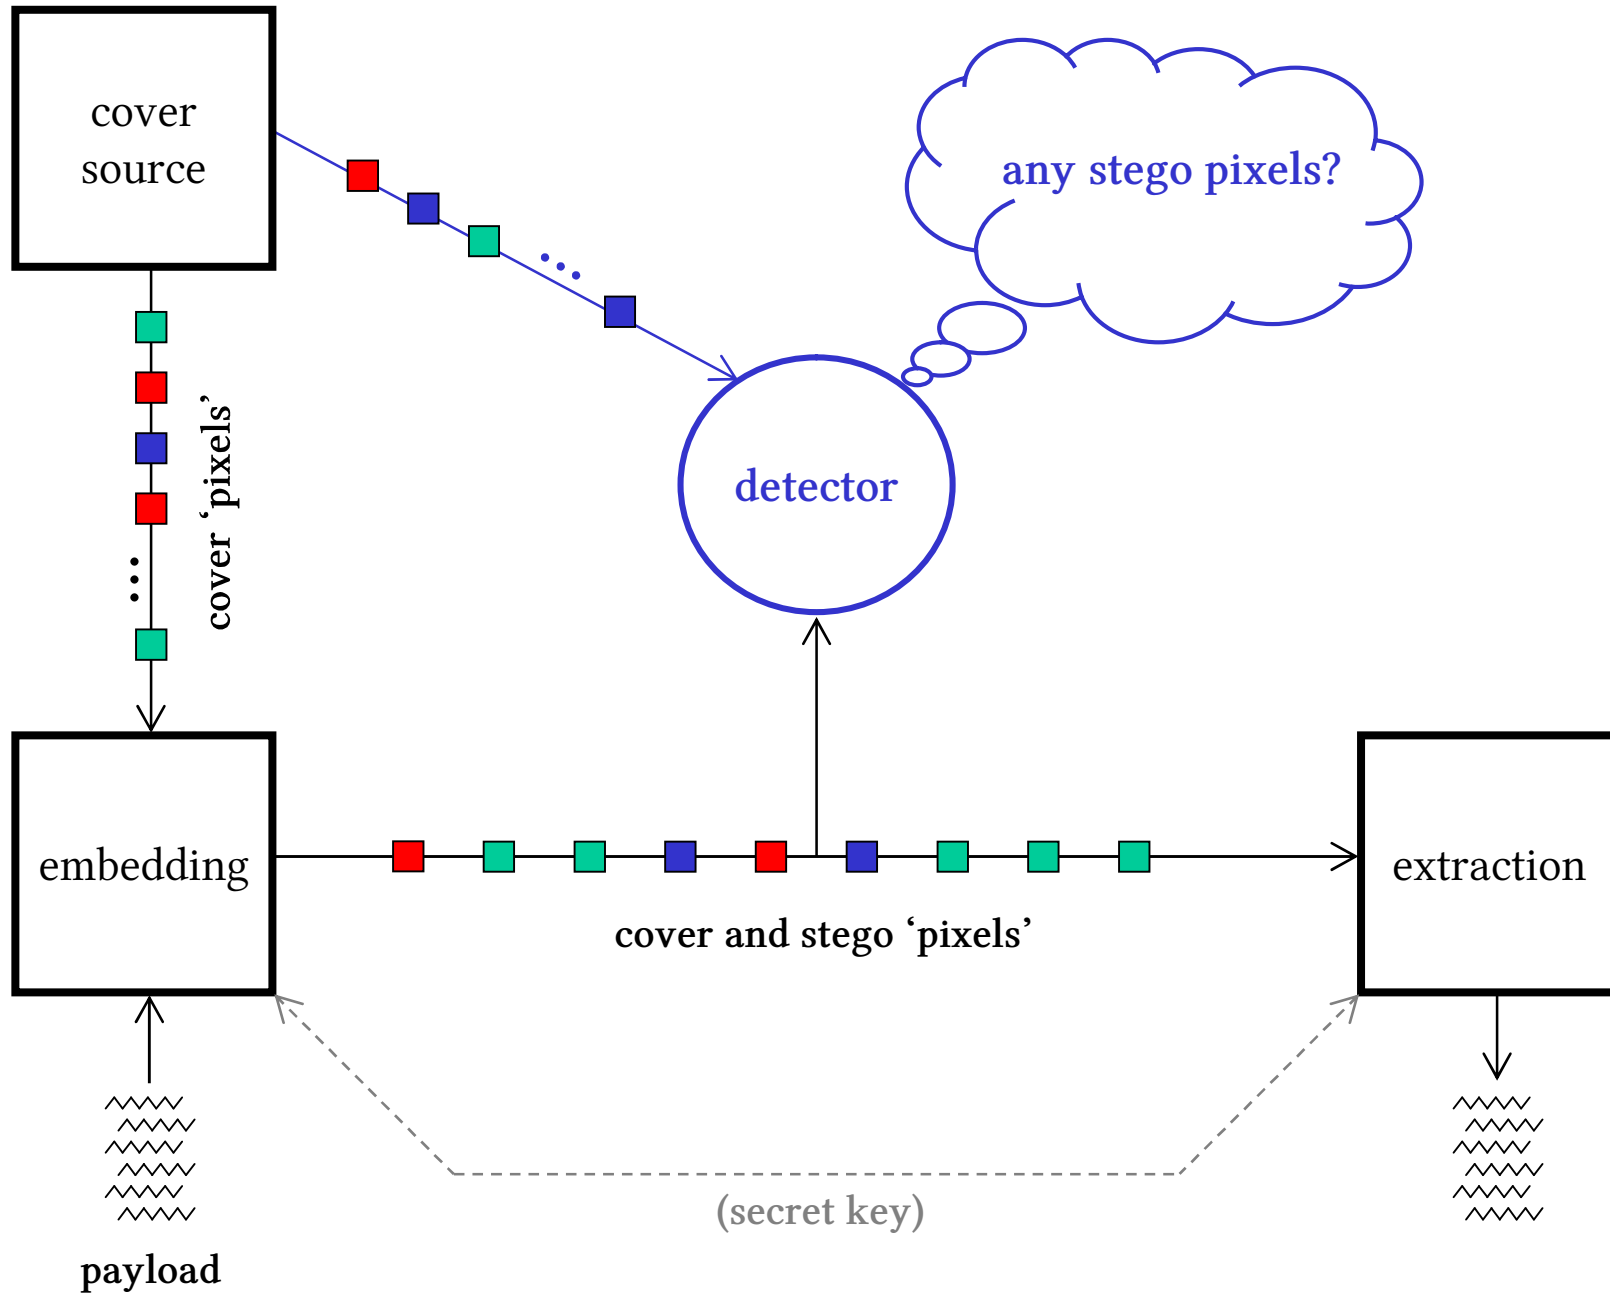 cover
source
any stego pixels?
cover ‘pixels’
detector
embedding
extraction
cover and stego ‘pixels’
(secret key)
payload